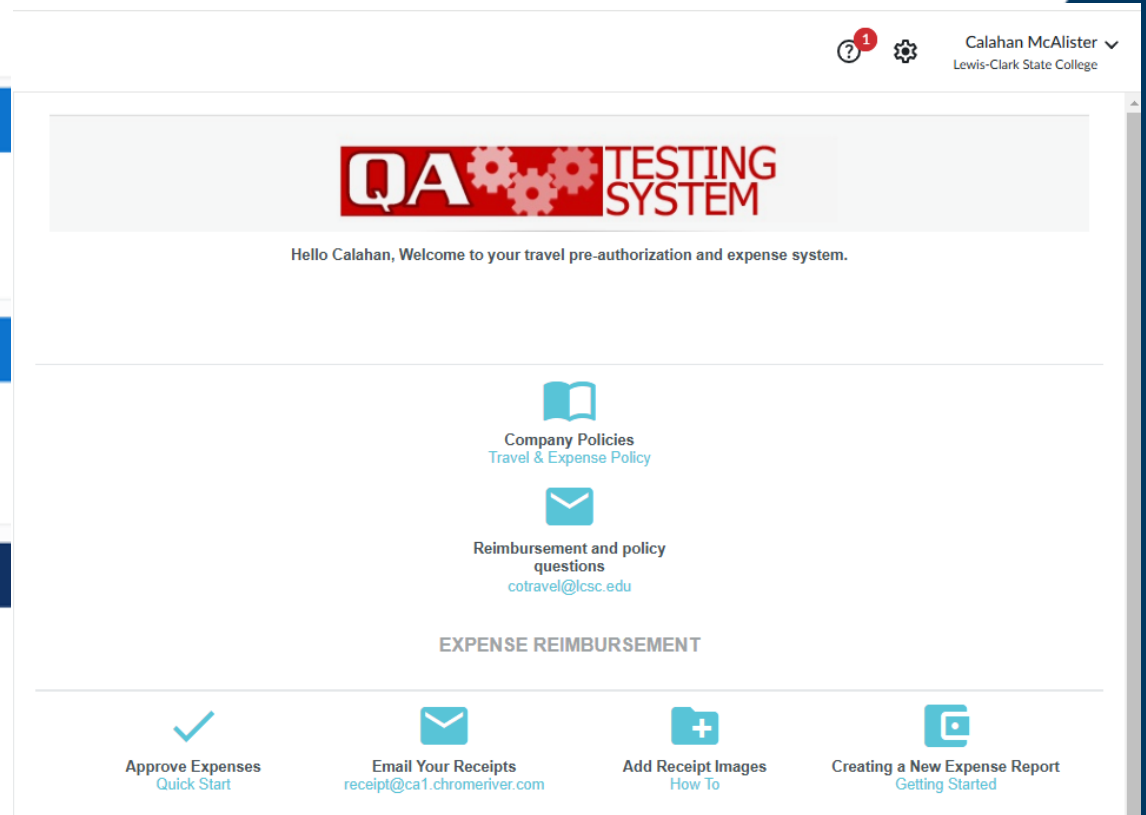 1
Calahan McAlister
Lewis-Clark State College
QA TESTING
SYSTEM
Hello Calahan, Welcome to your travel pre-authorization and expense system.
Company Policies
Travel & Expense Policy
Reimbursement and policy
questions
cotravel@lcsc.edu
EXPENSE REIMBURSEMENT
Approve Expenses
Quick Start
Email Your Receipts
receipt@ca1.chromeriver.com
Add Receipt Images
How To
Creating a New Expense Report
Getting Started